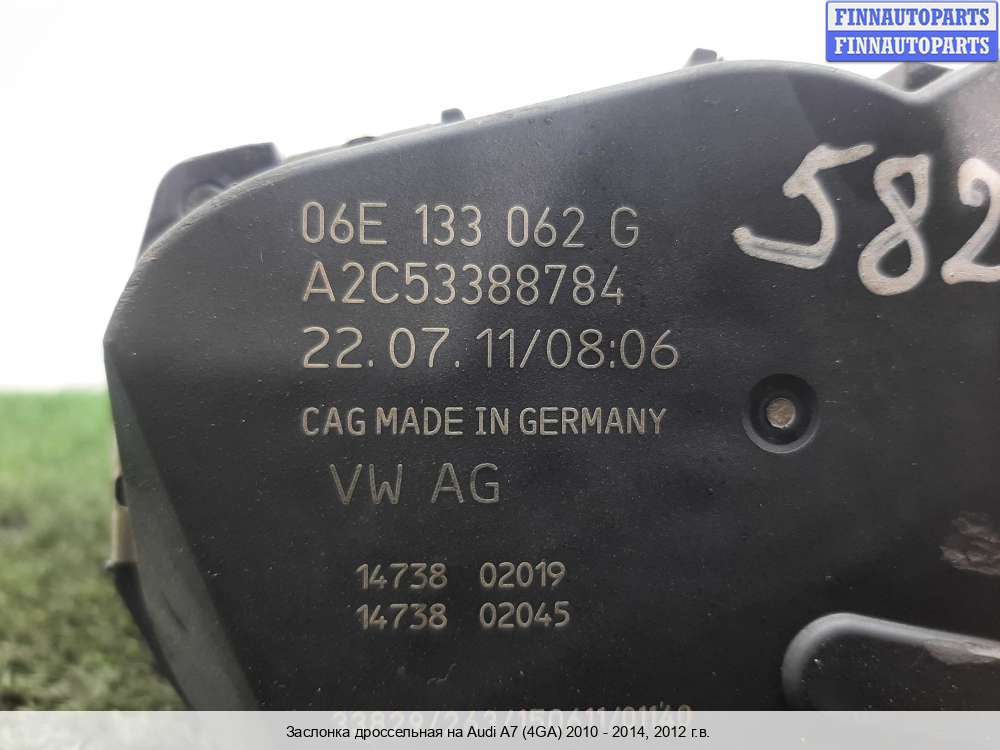 FINNAUTOPARTS
FINNAUTOPARTS
582
06E 133 062 G
A2C53388784
22.07.11/08:06
CAG MADE IN GERMANY
VW AG
14738 02019
14738 02045
Заслонка дроссельная на Audi A7 (4GA) 2010 - 2014, 2012 г.в.